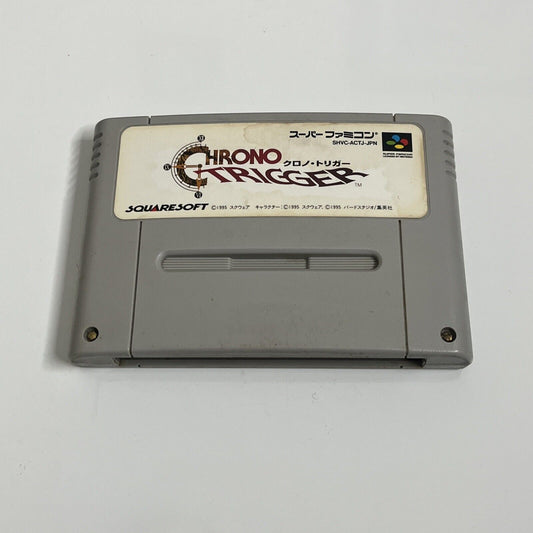 スーパーファミコン®
SHVC-ACTJ-JPN
CHRONO
クロノ・トリガー
TRIGGER™
SQUARESOFT
©1995 スクウェア キャラクター:©1995 スクウェア,©1995 バードスタジオ/集英社